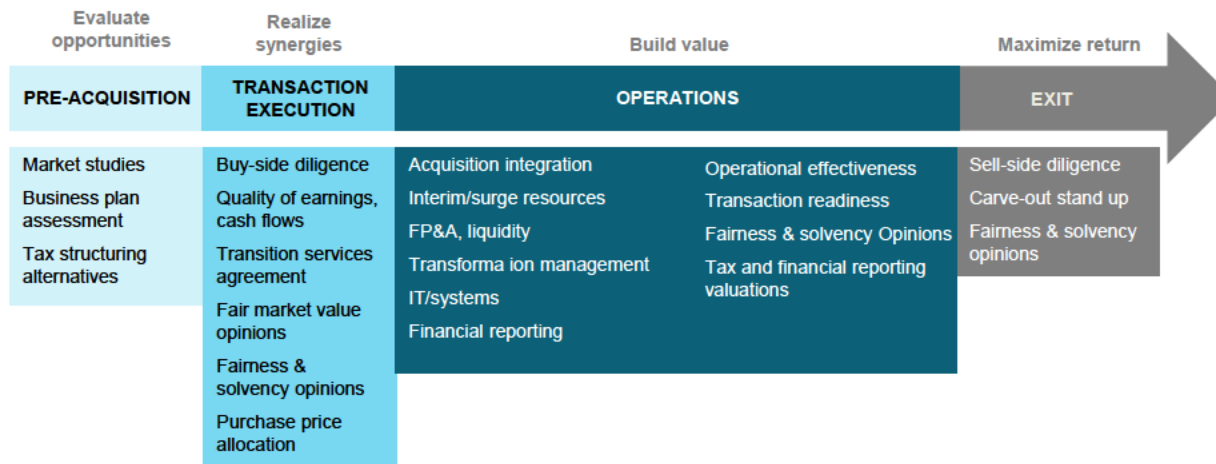 Evaluate
opportunities
Realize
synergies
Build value
Maximize return
PRE-ACQUISITION
TRANSACTION
EXECUTION
OPERATIONS
EXIT
Market studies
Business plan
assessment
Tax structuring
alternatives
Buy-side diligence
Quality of earnings,
cash flows
Transition services
agreement
Fair market value
opinions
Fairness &
solvency opinions
Purchase price
allocation
Acquisition integration
Interim/surge resources
FP&A, liquidity
Transforma ion management
IT/systems
Financial reporting
Operational effectiveness
Transaction readiness
Fairness & solvency Opinions
Tax and financial reporting
valuations
Sell-side diligence
Carve-out stand up
Fairness & solvency
opinions